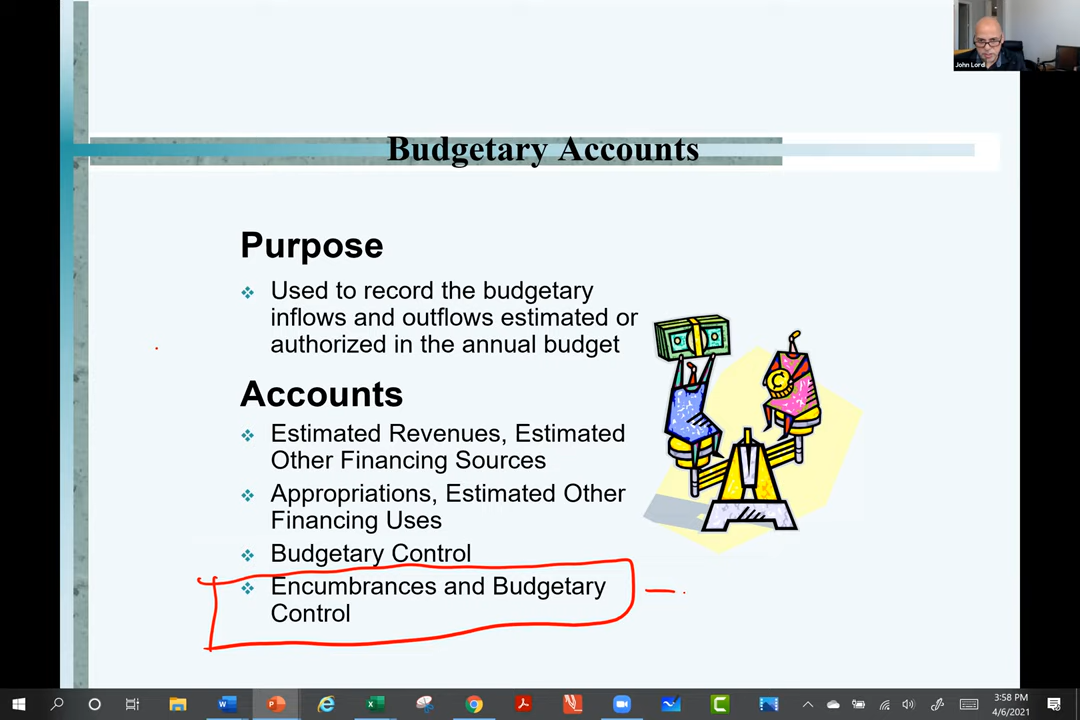 John Lord
Budgetary Accounts
Purpose
Used to record the budgetary
inflows and outflows estimated or
authorized in the annual budget
Accounts
Estimated Revenues, Estimated
Other Financing Sources
Appropriations, Estimated Other
Financing Uses
Budgetary Control
Encumbrances and Budgetary
Control
3:58 PM
4/6/2021